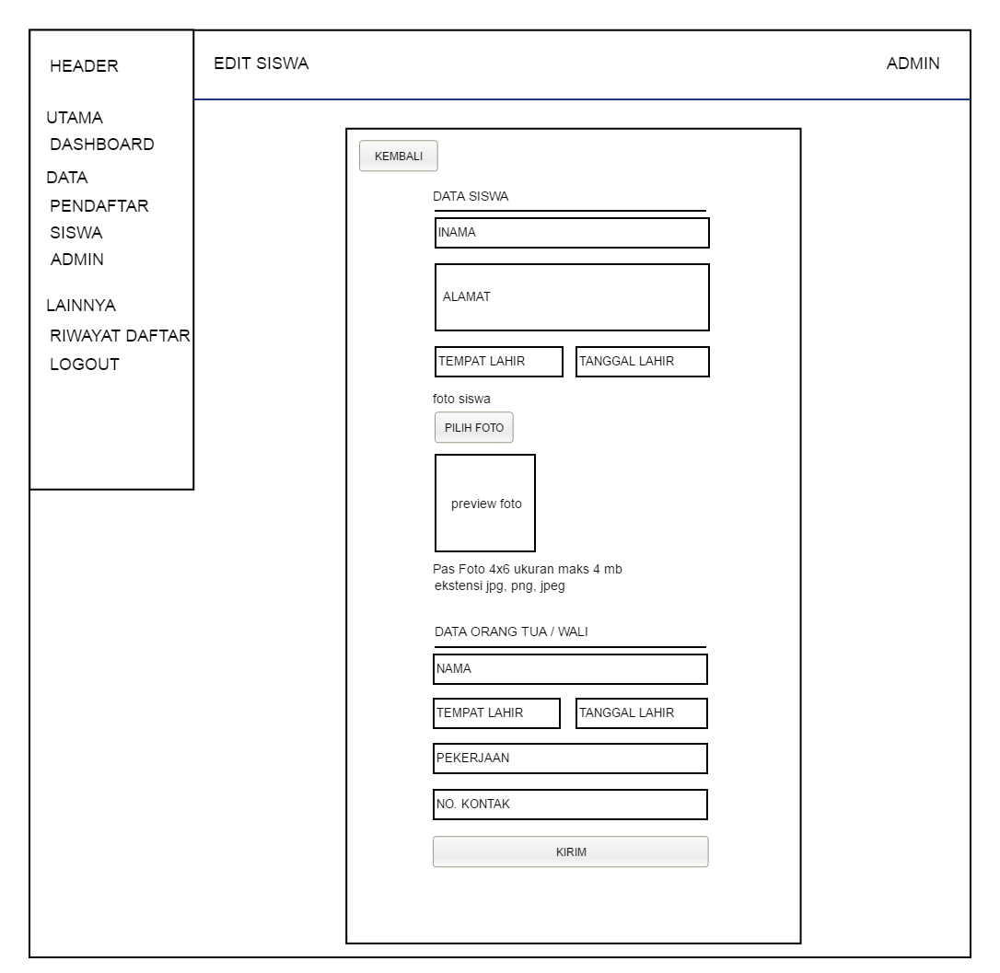 HEADER
UTAMA
DASHBOARD
DATA
PENDAFTAR
SISWA
ADMIN
LAINNYA
RIWAYAT DAFTAR
LOGOUT
EDIT SISWA
ADMIN
KEMBALI
DATA SISWA
INAMA
ALAMAT
TEMPAT LAHIR
TANGGAL LAHIR
foto siswa
PILIH FOTO
preview foto
Pas Foto 4x6 ukuran maks 4 mb
ekstensi jpg, png, jpeg
DATA ORANG TUA / WALI
NAMA
TEMPAT LAHIR
TANGGAL LAHIR
PEKERJAAN
NO. KONTAK
KIRIM